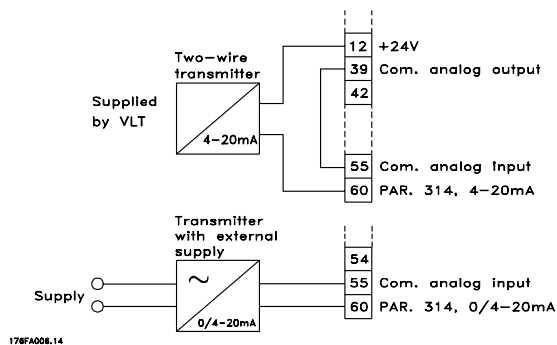 12 +24V
Two-wire
transmitter
39 Com. analog output
42
Supplied
by VLT
4-20mA
55 Com. analog input
60 PAR. 314, 4-20mA
Transmitter
with external
supply
54
~
55 Com. analog input
Supply
60 PAR. 314, 0/4-20mA
0/4-20mA
176FA008.14